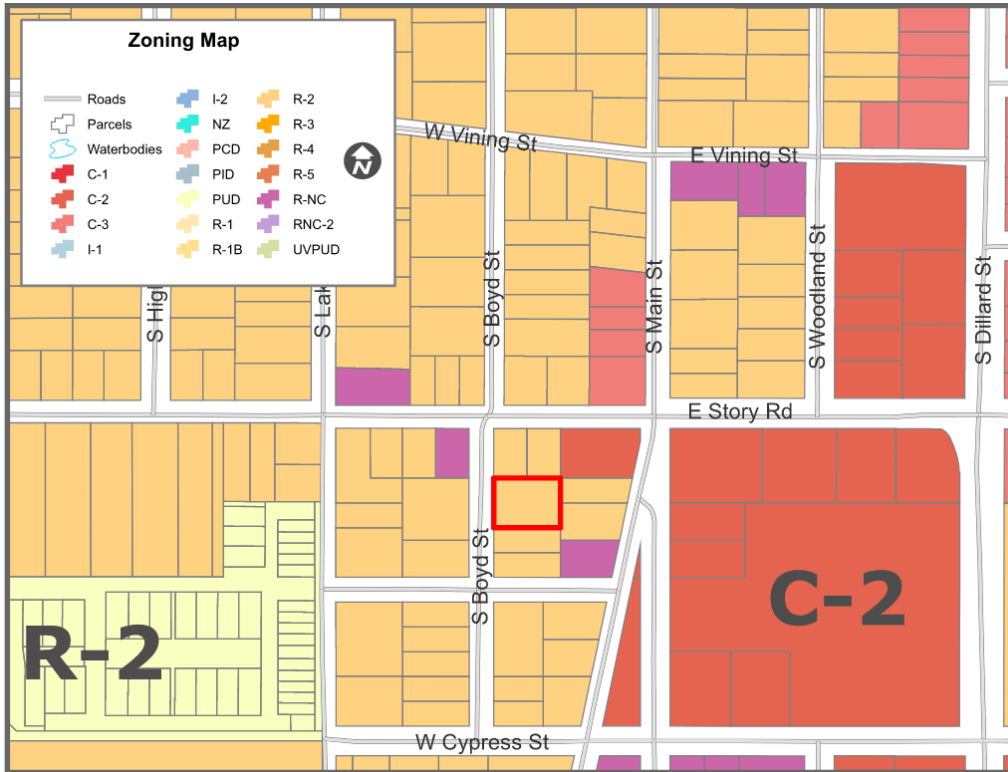 Zoning Map
Roads
Parcels
Waterbodies
C-1
C-2
C-3
I-1
I-2
NZ
PCD
PID
PUD
R-1
R-1B
R-2
R-3
R-4
R-5
R-NC
RNC-2
UVPUD
N
W Vining St
E Vining St
S Boyd St
S Main St
S Woodland St
S Dillard St
E Story Rd
S Boyd St
R-2
C-2
W Cypress St